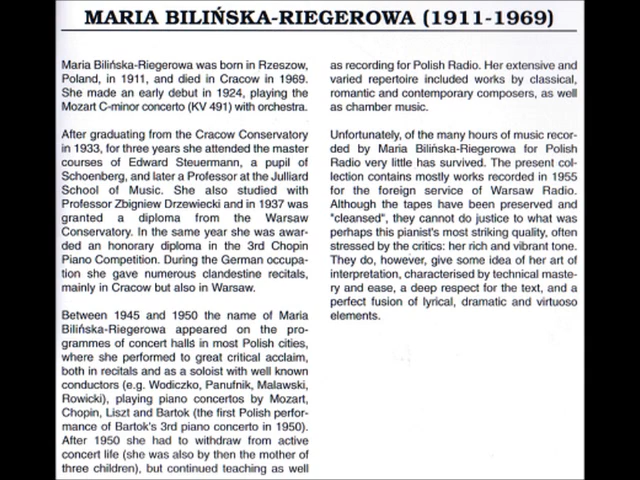 MARIA BILIŃSKA-RIEGEROWA (1911-1969)
Maria Bilińska-Riegerowa was born in Rzeszow,
Poland, in 1911, and died in Cracow in 1969.
She made an early debut in 1924, playing the
Mozart C-minor concerto (KV 491) with orchestra.
After graduating from the Cracow Conservatory
in 1933, for three years she attended the master
courses of Edward Steuermann, a pupil of
Schoenberg, and later a Professor at the Julliard
School of Music. She also studied with
Professor Zbigniew Drzewiecki and in 1937 was
granted a diploma from the Warsaw
Conservatory. In the same year she was awar-
ded an honorary diploma in the 3rd Chopin
Piano Competition. During the German occupa-
tion she gave numerous clandestine recitals,
mainly in Cracow but also in Warsaw.
Between 1945 and 1950 the name of Maria
Bilińska-Riegerowa appeared on the pro-
grammes of concert halls in most Polish cities,
where she performed to great critical acclaim,
both in recitals and as a soloist with well known
conductors (e.g. Wodiczko, Panufnik, Malawski,
Rowicki), playing piano concertos by Mozart,
Chopin, Liszt and Bartok (the first Polish perfor-
mance of Bartok's 3rd piano concerto in 1950).
After 1950 she had to withdraw from active
concert life (she was also by then the mother of
three children), but continued teaching as well
as recording for Polish Radio. Her extensive and
varied repertoire included works by classical,
romantic and contemporary composers, as well
as chamber music.
Unfortunately, of the many hours of music recor-
ded by Maria Bilińska-Riegerowa for Polish
Radio very little has survived. The present col-
lection contains mostly works recorded in 1955
for the foreign service of Warsaw Radio.
Although the tapes have been preserved and
"cleansed", they cannot do justice to what was
perhaps this pianist's most striking quality, often
stressed by the critics: her rich and vibrant tone.
They do, however, give some idea of her art of
interpretation, characterised by technical maste-
ry and ease, a deep respect for the text, and a
perfect fusion of lyrical, dramatic and virtuoso
elements.